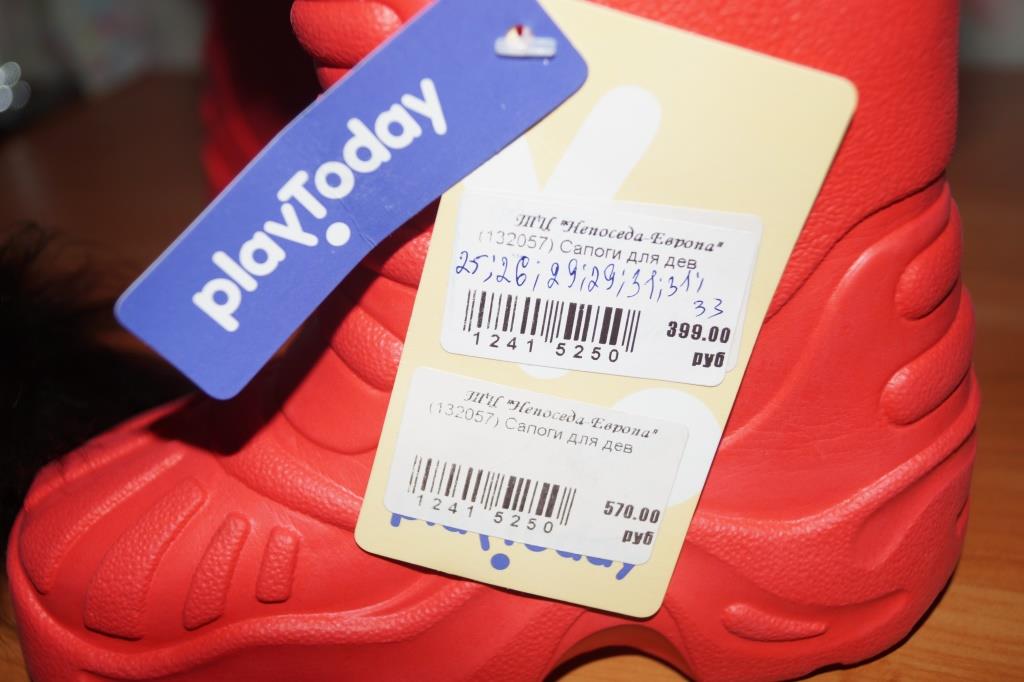 playToday
ТЦ "Непоседа-Европа"
(132057) Сапоги для дев
25; 26; 29; 29; 31; 31;
33
399.00
руб
1241 5250
ТЦ "Непоседа-Европа"
(132057) Сапоги для дев
570.00
руб
1241 5250
playToday